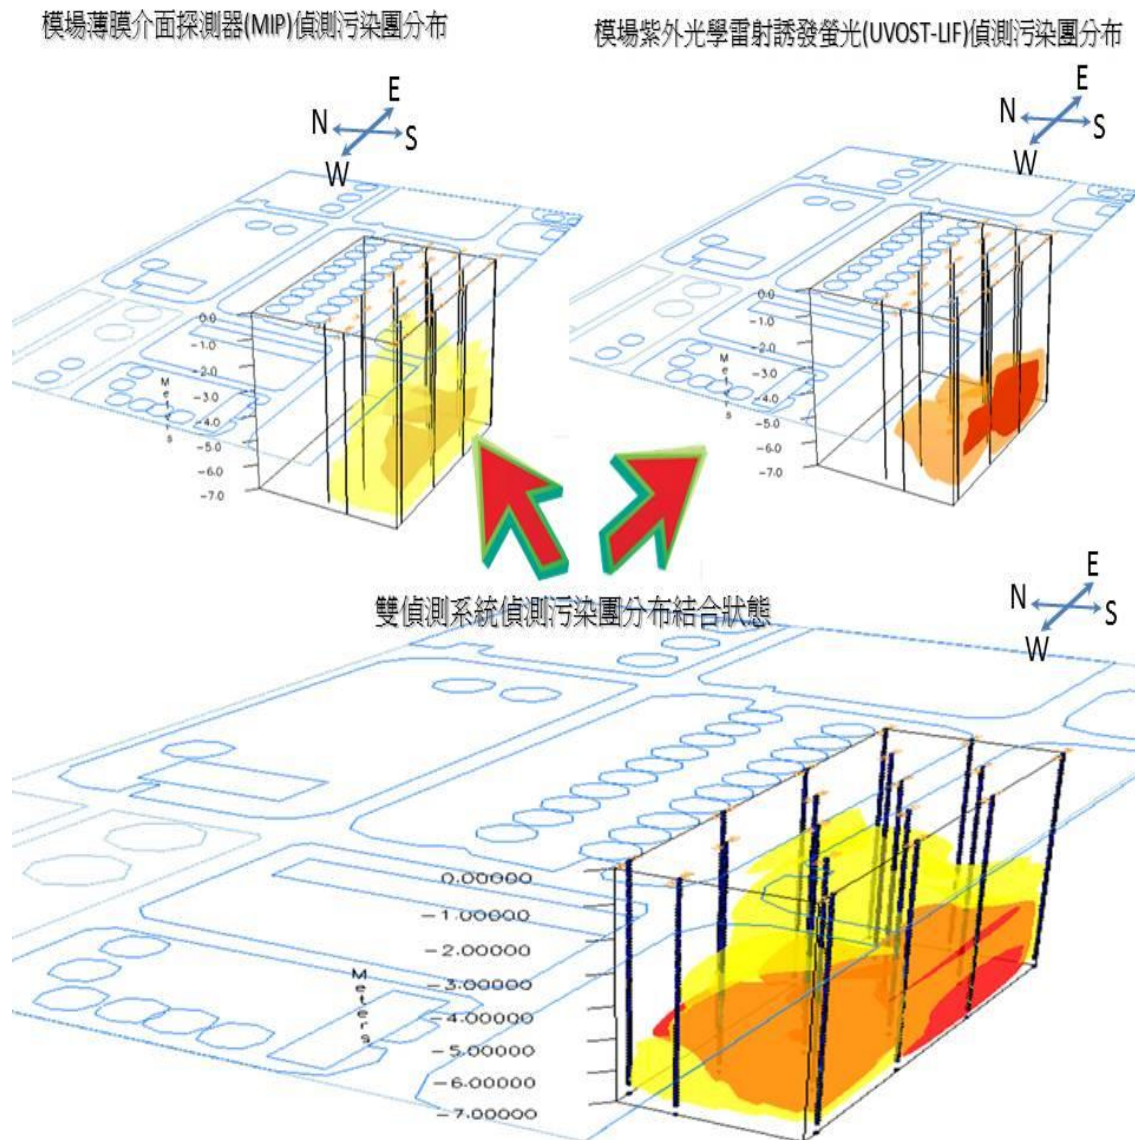 模場薄膜介面探測器(MIP)偵測污染團分布
模場紫外光學雷射誘發螢光(UVOST-LIF)偵測污染團分布
E
N
S
W
E
N
S
W
0.0
-1.0
-2.0
-3.0
-4.0
-5.0
-6.0
-7.0
Meters
0.0
-1.0
-2.0
-3.0
-4.0
-5.0
-6.0
-7.0
Meters
雙偵測系統偵測污染團分布結合狀態
E
N
S
W
0.00000
-1.00000
-2.00000
-3.00000
-4.00000
-5.00000
-6.00000
-7.00000
Meters